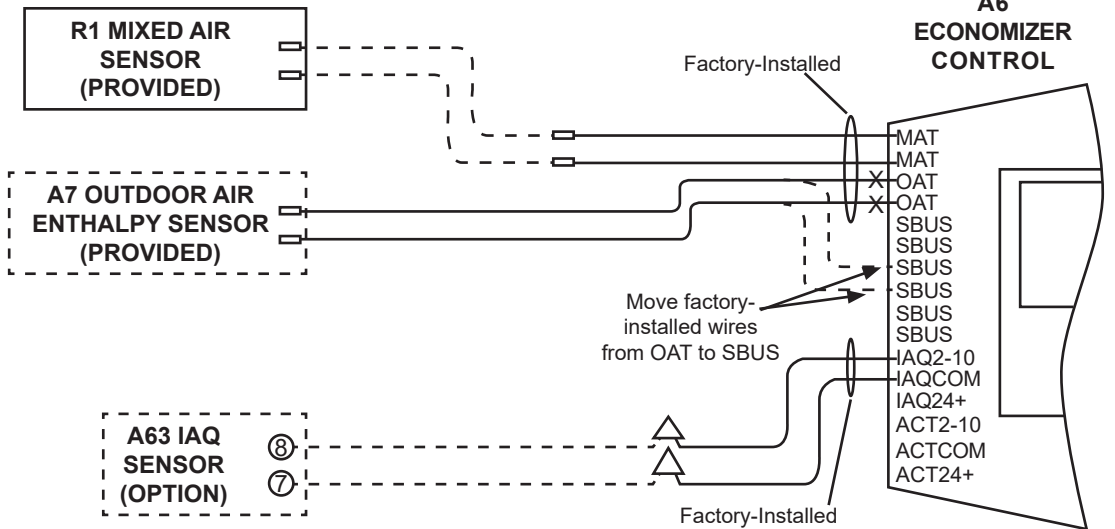 R1 MIXED AIR
SENSOR
(PROVIDED)
A7 OUTDOOR AIR
ENTHALPY SENSOR
(PROVIDED)
A63 IAQ
SENSOR
(OPTION)
8
7
Factory-Installed
X
X
Move factory-
installed wires
from OAT to SBUS
Factory-Installed
A6
ECONOMIZER
CONTROL
MAT
MAT
OAT
OAT
SBUS
SBUS
SBUS
SBUS
SBUS
SBUS
IAQ2-10
IAQCOM
IAQ24+
ACT2-10
ACTCOM
ACT24+